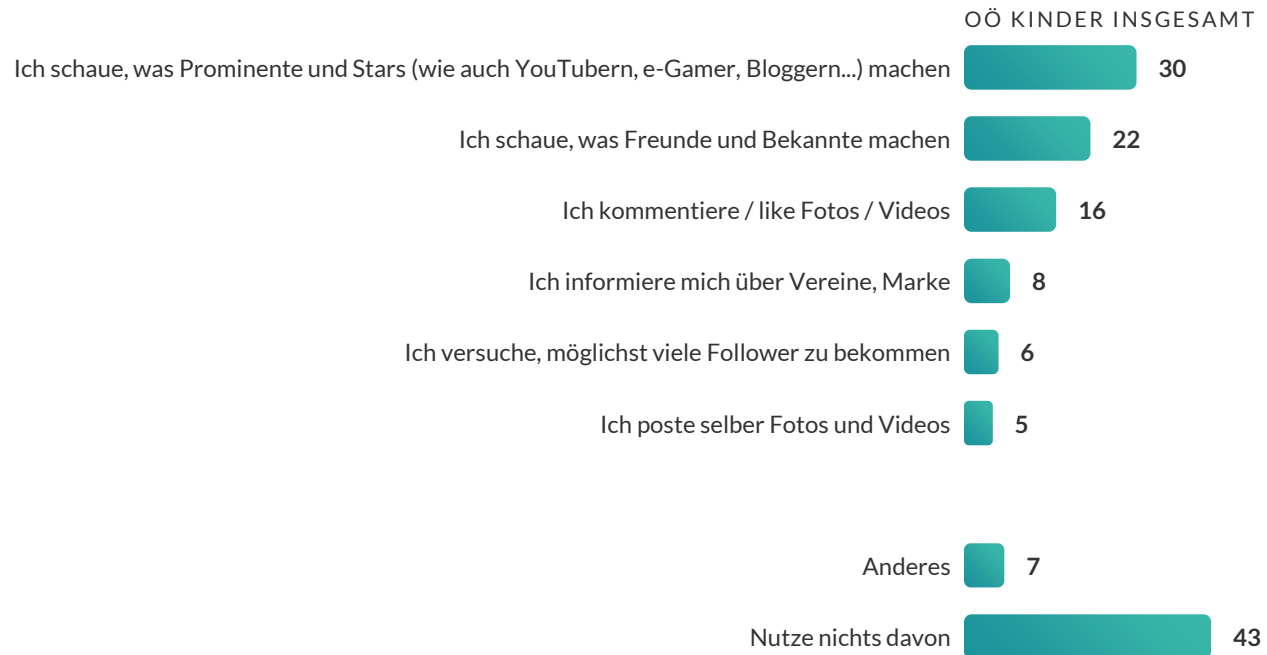 OÖ KINDER INSGESAMT
Ich schaue, was Prominente und Stars (wie auch YouTubern, e-Gamer, Bloggern...) machen 30
Ich schaue, was Freunde und Bekannte machen 22
Ich kommentiere / like Fotos / Videos 16
Ich informiere mich über Vereine, Marke 8
Ich versuche, möglichst viele Follower zu bekommen 6
Ich poste selber Fotos und Videos 5
Anderes 7
Nutze nichts davon 43